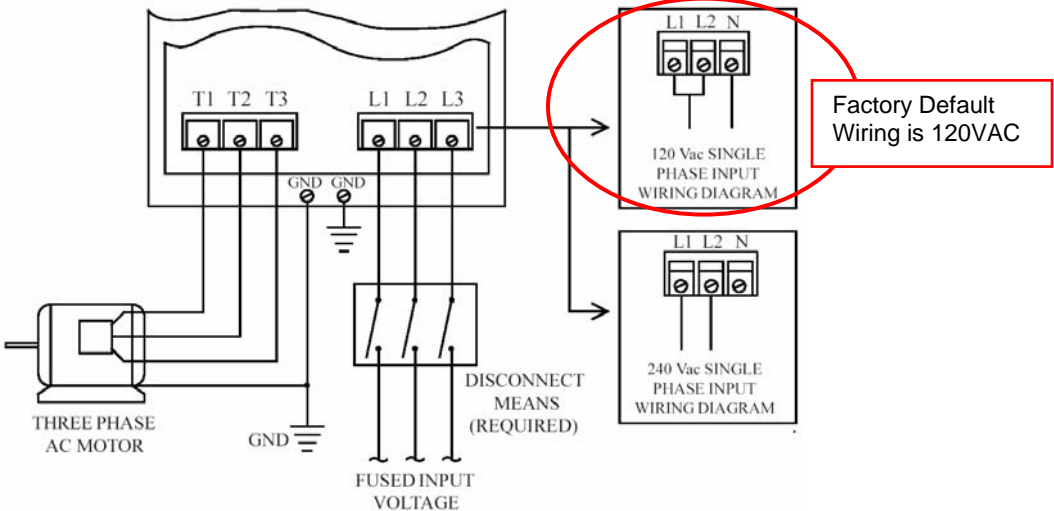 L1 L2 N
120 Vac SINGLE
PHASE INPUT
WIRING DIAGRAM
Factory Default
Wiring is 120VAC
T1 T2 T3
L1 L2 L3
GND GND
L1 L2 N
240 Vac SINGLE
PHASE INPUT
WIRING DIAGRAM
THREE PHASE
AC MOTOR
GND
DISCONNECT
MEANS
(REQUIRED)
FUSED INPUT
VOLTAGE